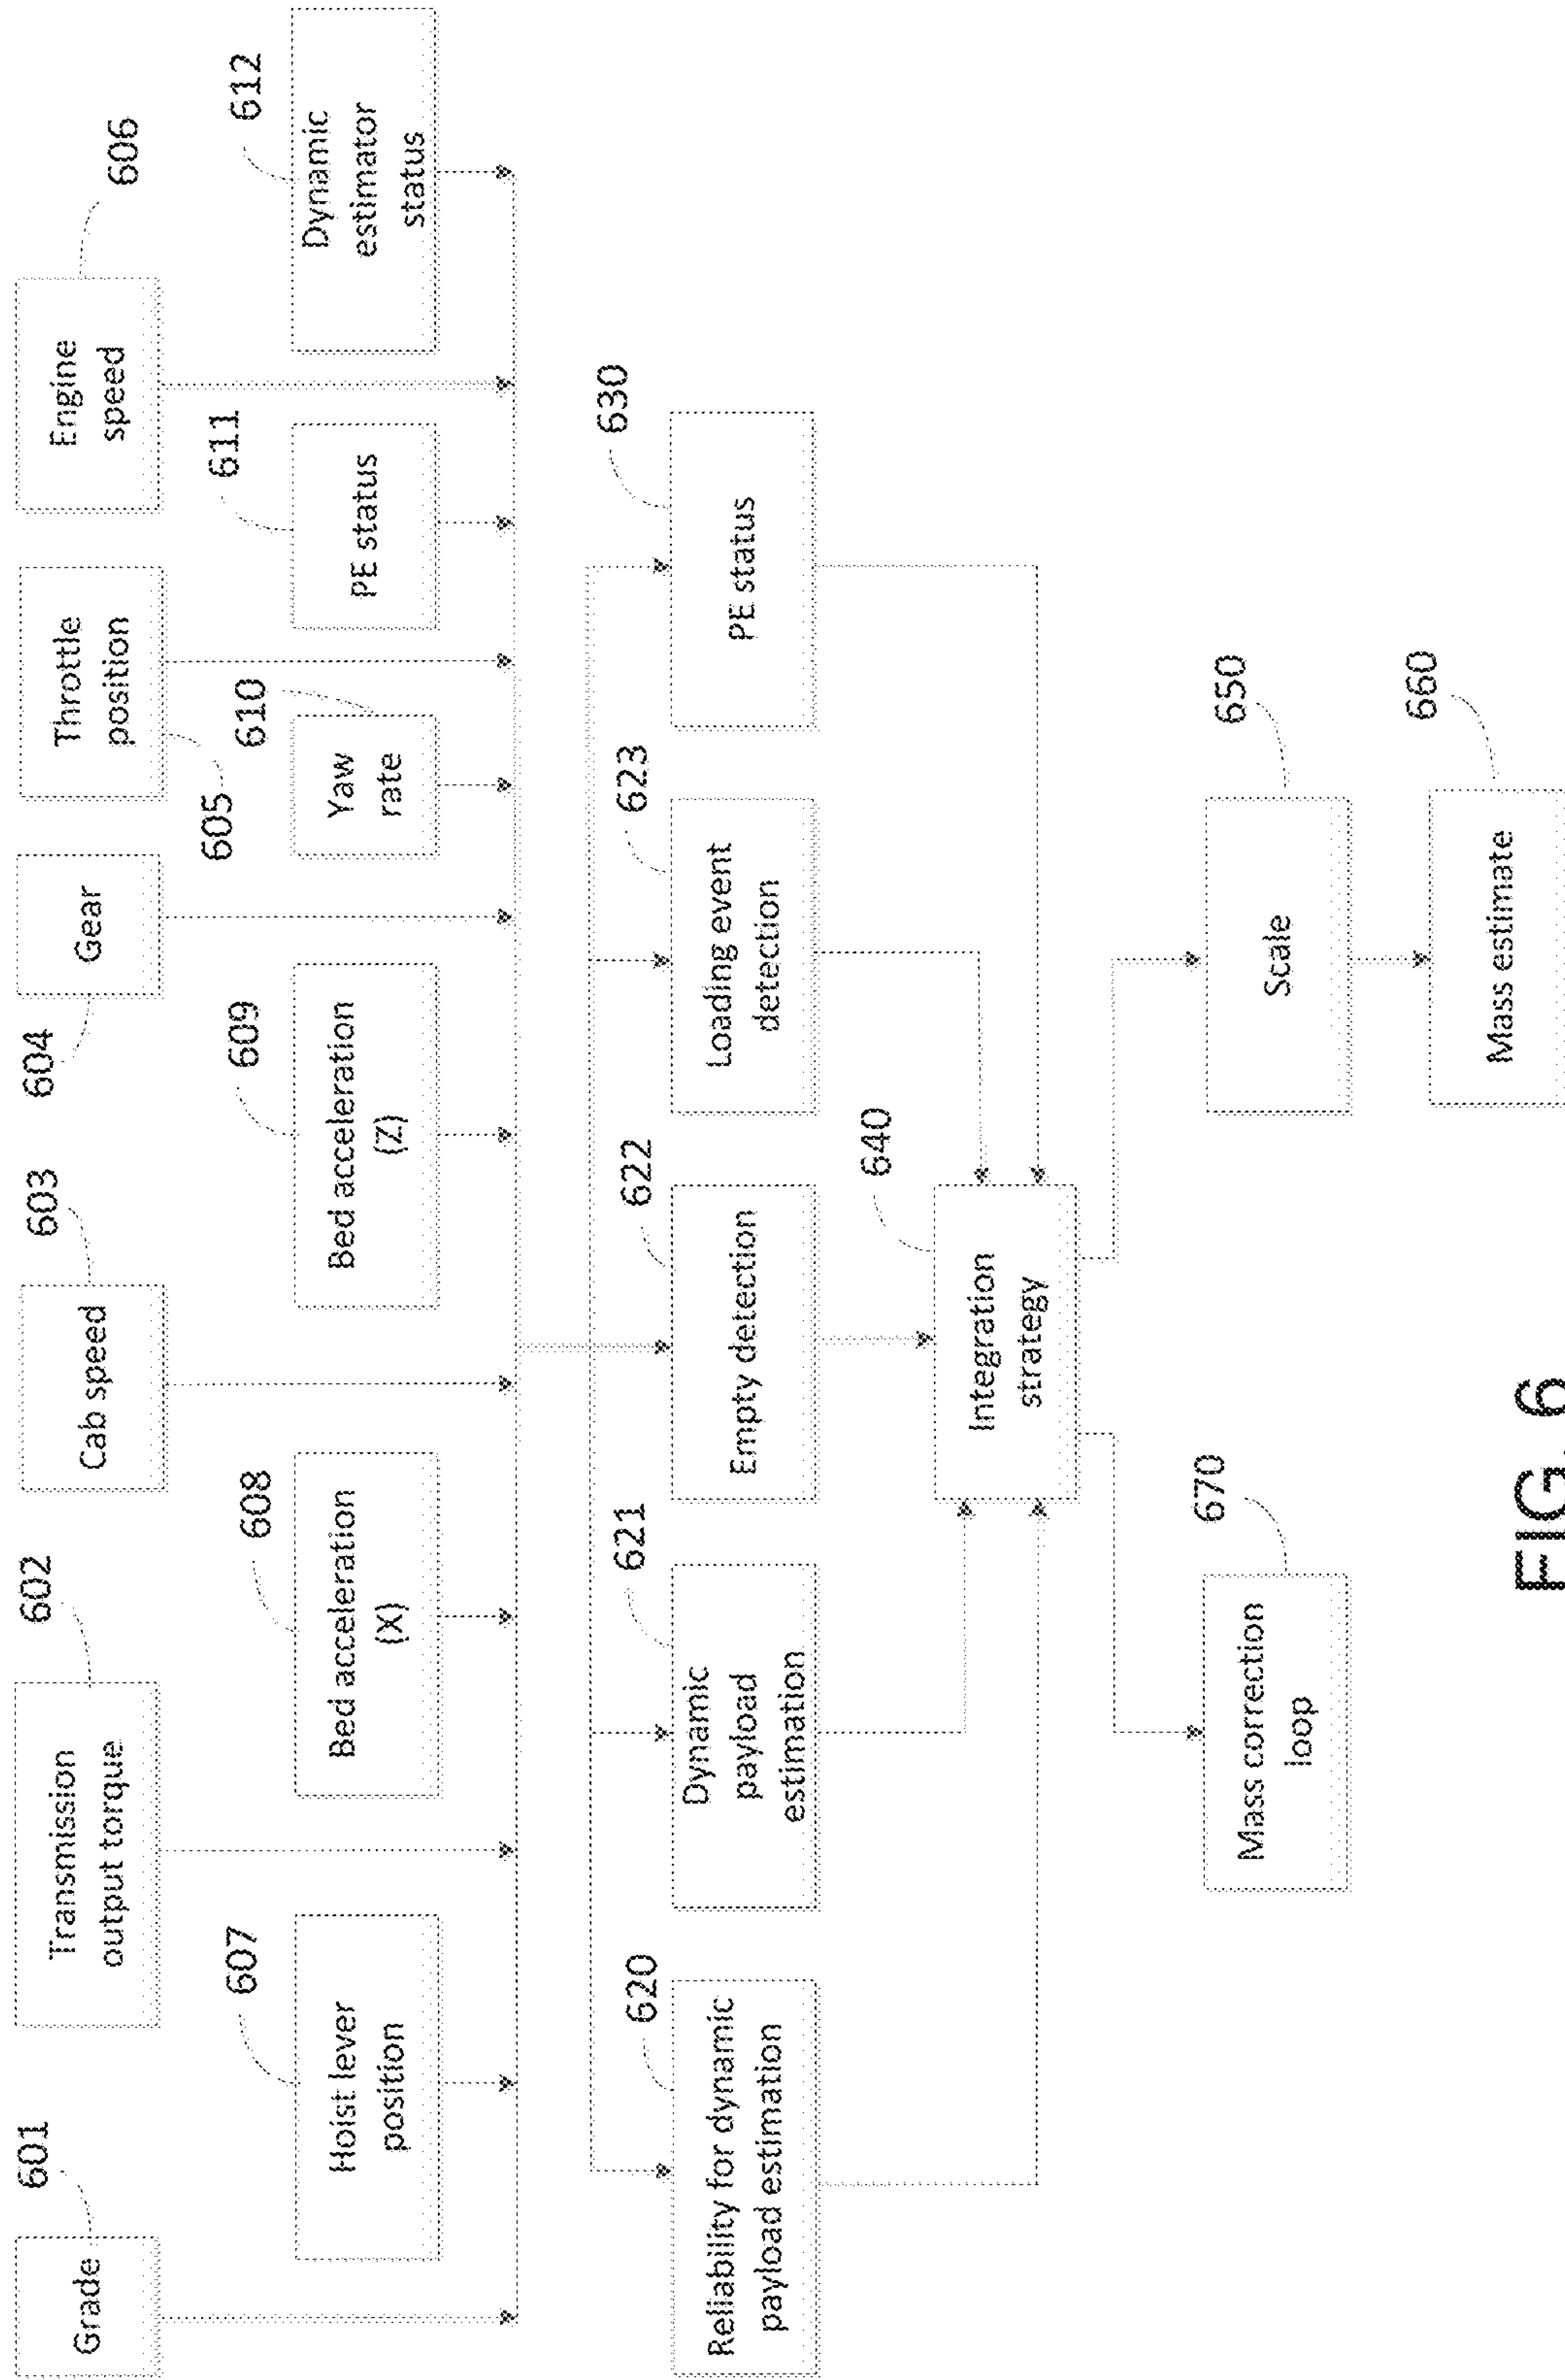 601
Grade
602
Transmission
output torque
603
Cab speed
604
Gear
605
Throttle
position
606
Engine
speed
607
Hoist lever
position
608
Bed acceleration
(X)
609
Bed acceleration
(Z)
610
Yaw
rate
611
PE status
612
Dynamic
estimator
status
620
Reliability for dynamic
payload estimation
621
Dynamic
payload
estimation
622
Empty detection
623
Loading event
detection
630
PE status
640
Integration
strategy
670
Mass correction
loop
650
Scale
660
Mass estimate
FIG. 6